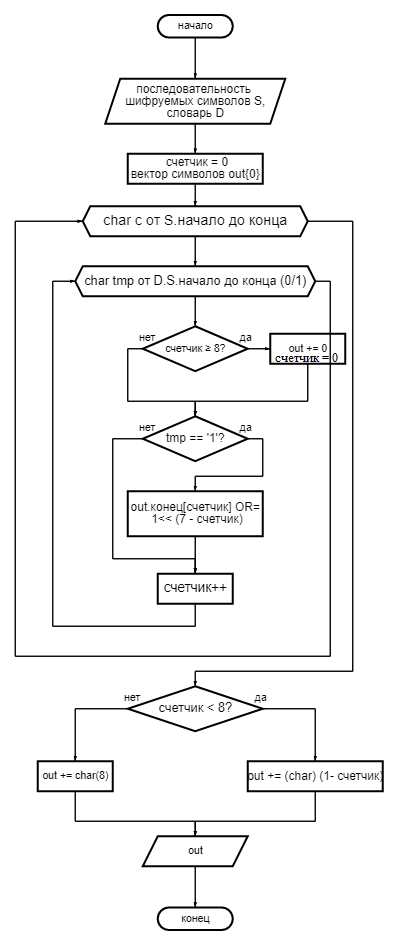 начало
последовательность
шифруемых символов S,
словарь D
счетчик = 0
вектор символов out{0}
char c от S.начало до конца
char tmp от D.S.начало до конца (0/1)
нет
счетчик ≥ 8?
да
out += 0
счетчик = 0
нет
tmp == '1'?
да
out.конец[счетчик] OR=
1<< (7 - счетчик)
счетчик++
нет
счетчик < 8?
да
out += char(8)
out += (char) (1- счетчик)
out
конец